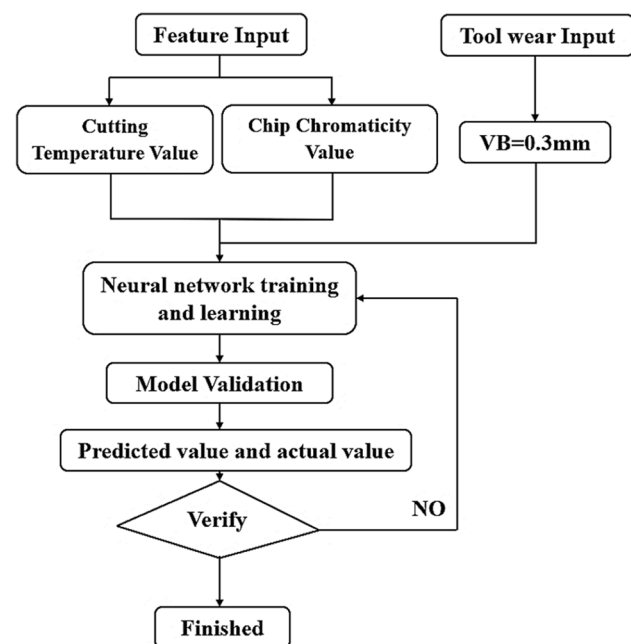 Feature Input
Tool wear Input
Cutting
Temperature Value
Chip Chromaticity
Value
VB=0.3mm
Neural network training
and learning
Model Validation
Predicted value and actual value
Verify
NO
Finished